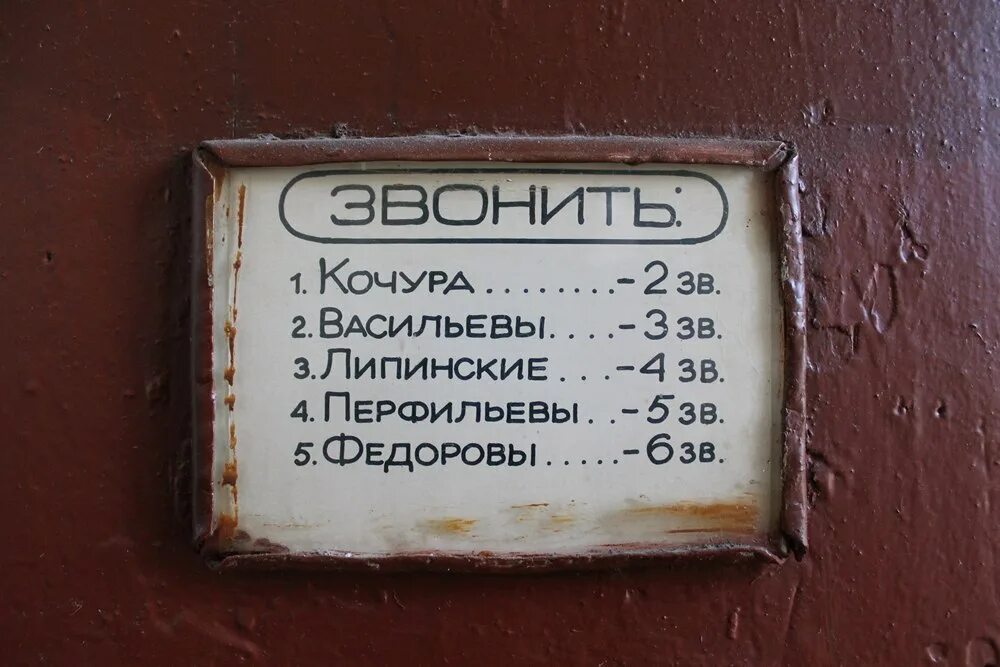 ЗВОНИТЬ:
1. КОЧУРА ......... - 2 ЗВ.
2. ВАСИЛЬЕВЫ .... - 3 ЗВ.
3. ЛИПИНСКИЕ ... - 4 ЗВ.
4. ПЕРФИЛЬЕВЫ .. - 5 ЗВ.
5. ФЕДОРОВЫ ..... - 6 ЗВ.